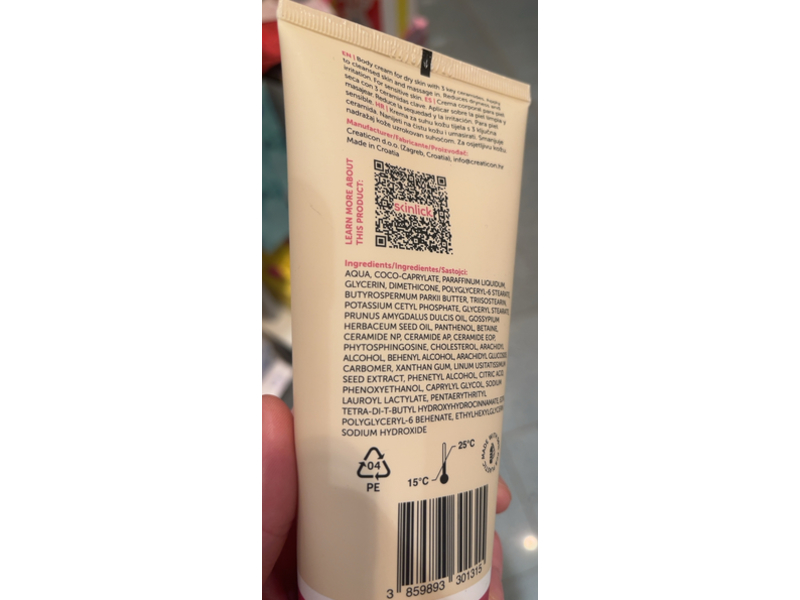 EN | Body cream for dry skin with 3 key ceramides. Apply
to cleansed skin and massage in. Reduces dryness and
irritation. For sensitive skin. ES | Crema corporal para piel
seca con 3 ceramidas clave. Aplicar sobre la piel limpia y
masajear. Reduce la sequedad y la irritación. Para piel
sensible. HR | Krema za suhu kožu tijela s 3 ključna
ceramida. Nanijeti na čistu kožu i umasirati. Smanjuje
nadražaj kože uzrokovan suhoćom. Za osjetljivu kožu.
Manufacturer/Fabricante/Proizvođač:
Creaticon d.o.o. (Zagreb, Croatia), info@creaticon.hr
Made in Croatia
LEARN MORE ABOUT
THIS PRODUCT:
skinlick
Ingredients/Ingredientes/Sastojci:
AQUA, COCO-CAPRYLATE, PARAFFINUM LIQUIDUM,
GLYCERIN, DIMETHICONE, POLYGLYCERYL-6 STEARATE,
BUTYROSPERMUM PARKII BUTTER, TRIISOSTEARIN,
POTASSIUM CETYL PHOSPHATE, GLYCERYL STEARATE,
PRUNUS AMYGDALUS DULCIS OIL, GOSSYPIUM
HERBACEUM SEED OIL, PANTHENOL, BETAINE,
CERAMIDE NP, CERAMIDE AP, CERAMIDE EOP,
PHYTOSPHINGOSINE, CHOLESTEROL, ARACHIDYL
ALCOHOL, BEHENYL ALCOHOL, ARACHIDYL GLUCOSIDE,
CARBOMER, XANTHAN GUM, LINUM USITATISSIMUM
SEED EXTRACT, PHENETYL ALCOHOL, CITRIC ACID,
PHENOXYETHANOL, CAPRYLYL GLYCOL, SODIUM
LAUROYL LACTYLATE, PENTAERYTHRITYL
TETRA-DI-T-BUTYL HYDROXYHYDROCINNAMATE,
POLYGLYCERYL-6 BEHENATE, ETHYLHEXYLGLYCERIN,
SODIUM HYDROXIDE
04
PE
25°C
15°C
MADE
3 859893 301315